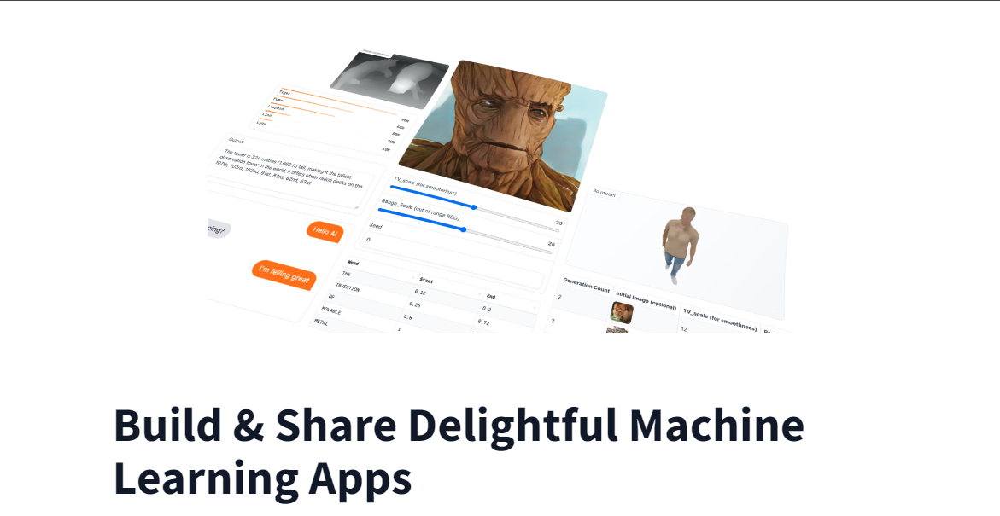 Tiger
Puma
Leopard
Lion
Lynx
Output
The tower is 324 metres (1,063 ft) tall, making it the tallest
observation tower in the world, it offers observation decks on the
107th, 103rd, 102nd, 91st, 83rd, 82nd, 63rd
oing?
Hello AI
I'm felling great
TV_scale (for smoothness)
26
Range_Scale (out of range RBG)
26
Seed
0
Word Start End
THE 0.12 0.2
INVENTION 0.26 0.72
OF 0.8
MOVABLE 1
METAL
3d model
Generation Count Initial Image (optional) TV_scale (for smoothness)
2 12
2
Build & Share Delightful Machine
Learning Apps